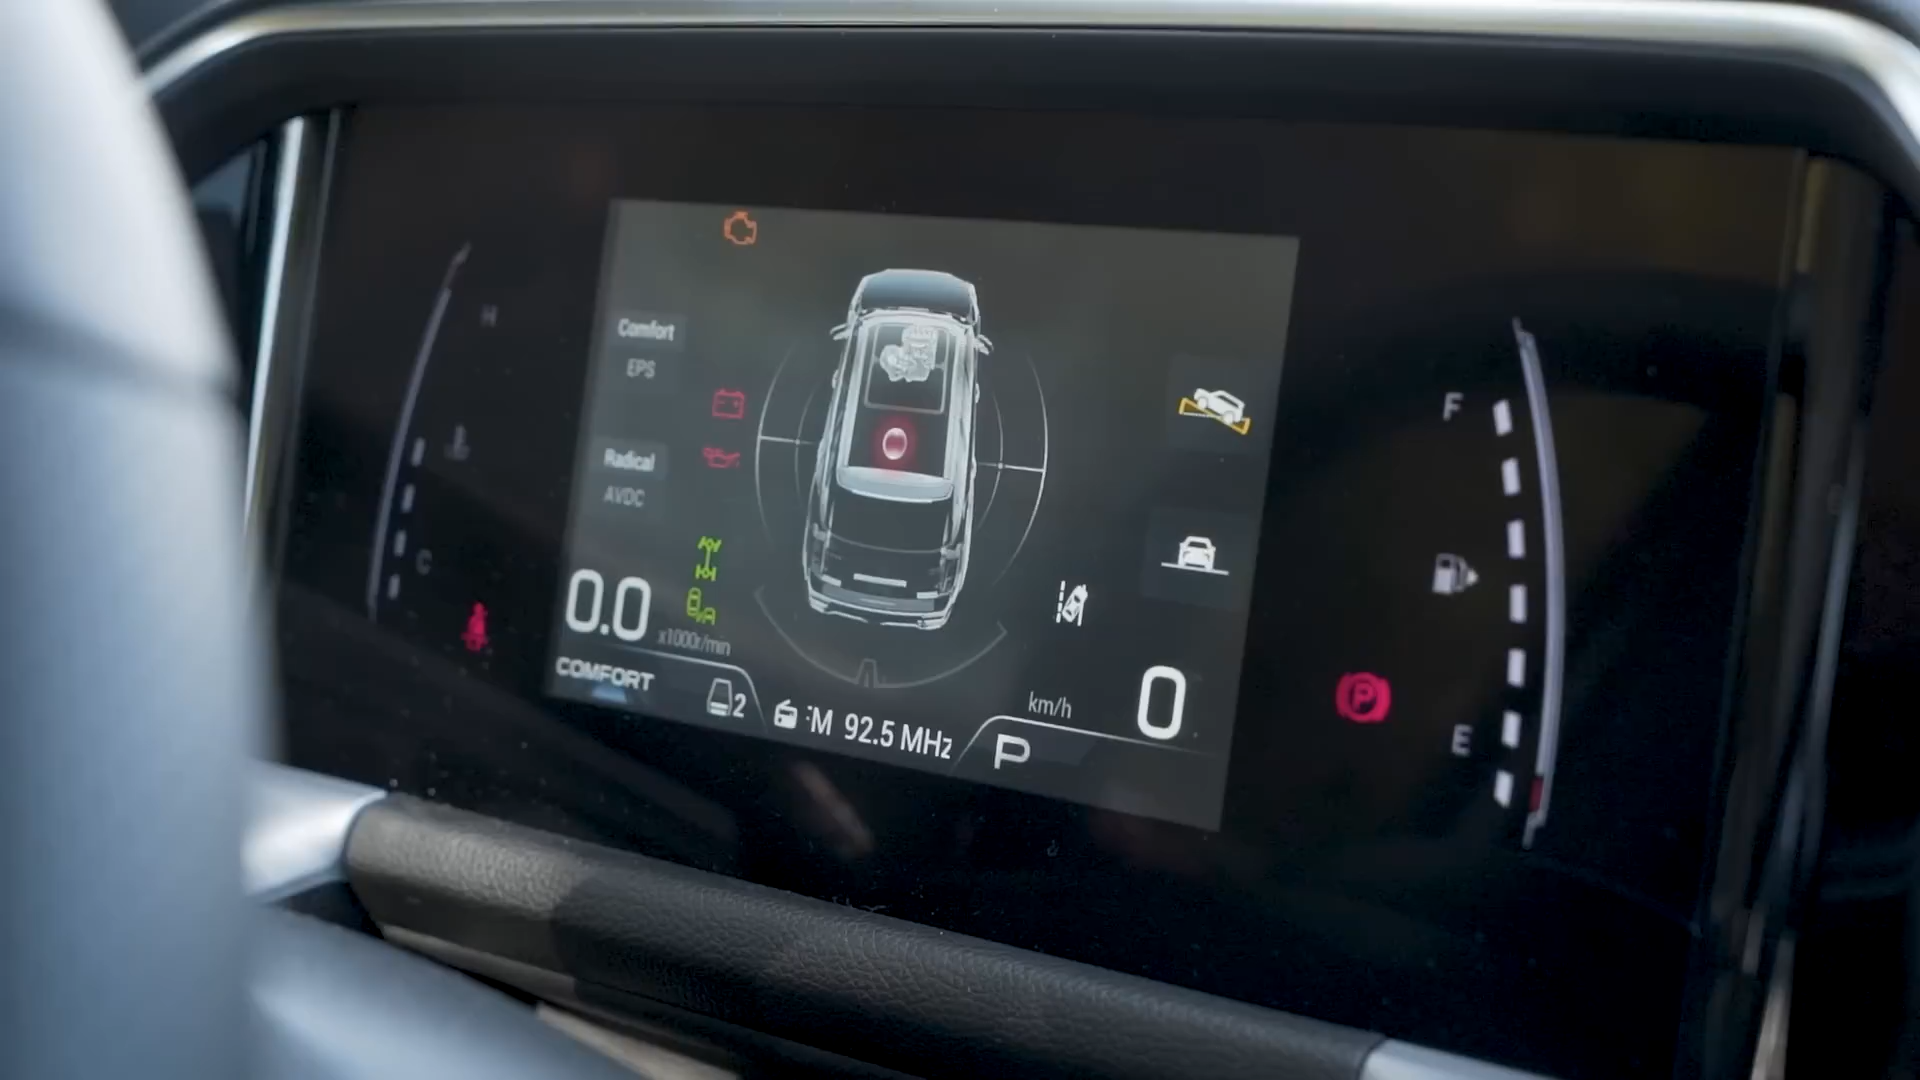 H
Comfort
EPS
Radical
AVDC
C
0.0
x1000r/min
COMFORT
2
:M 92.5 MHz
km/h
0
P
F
E
P